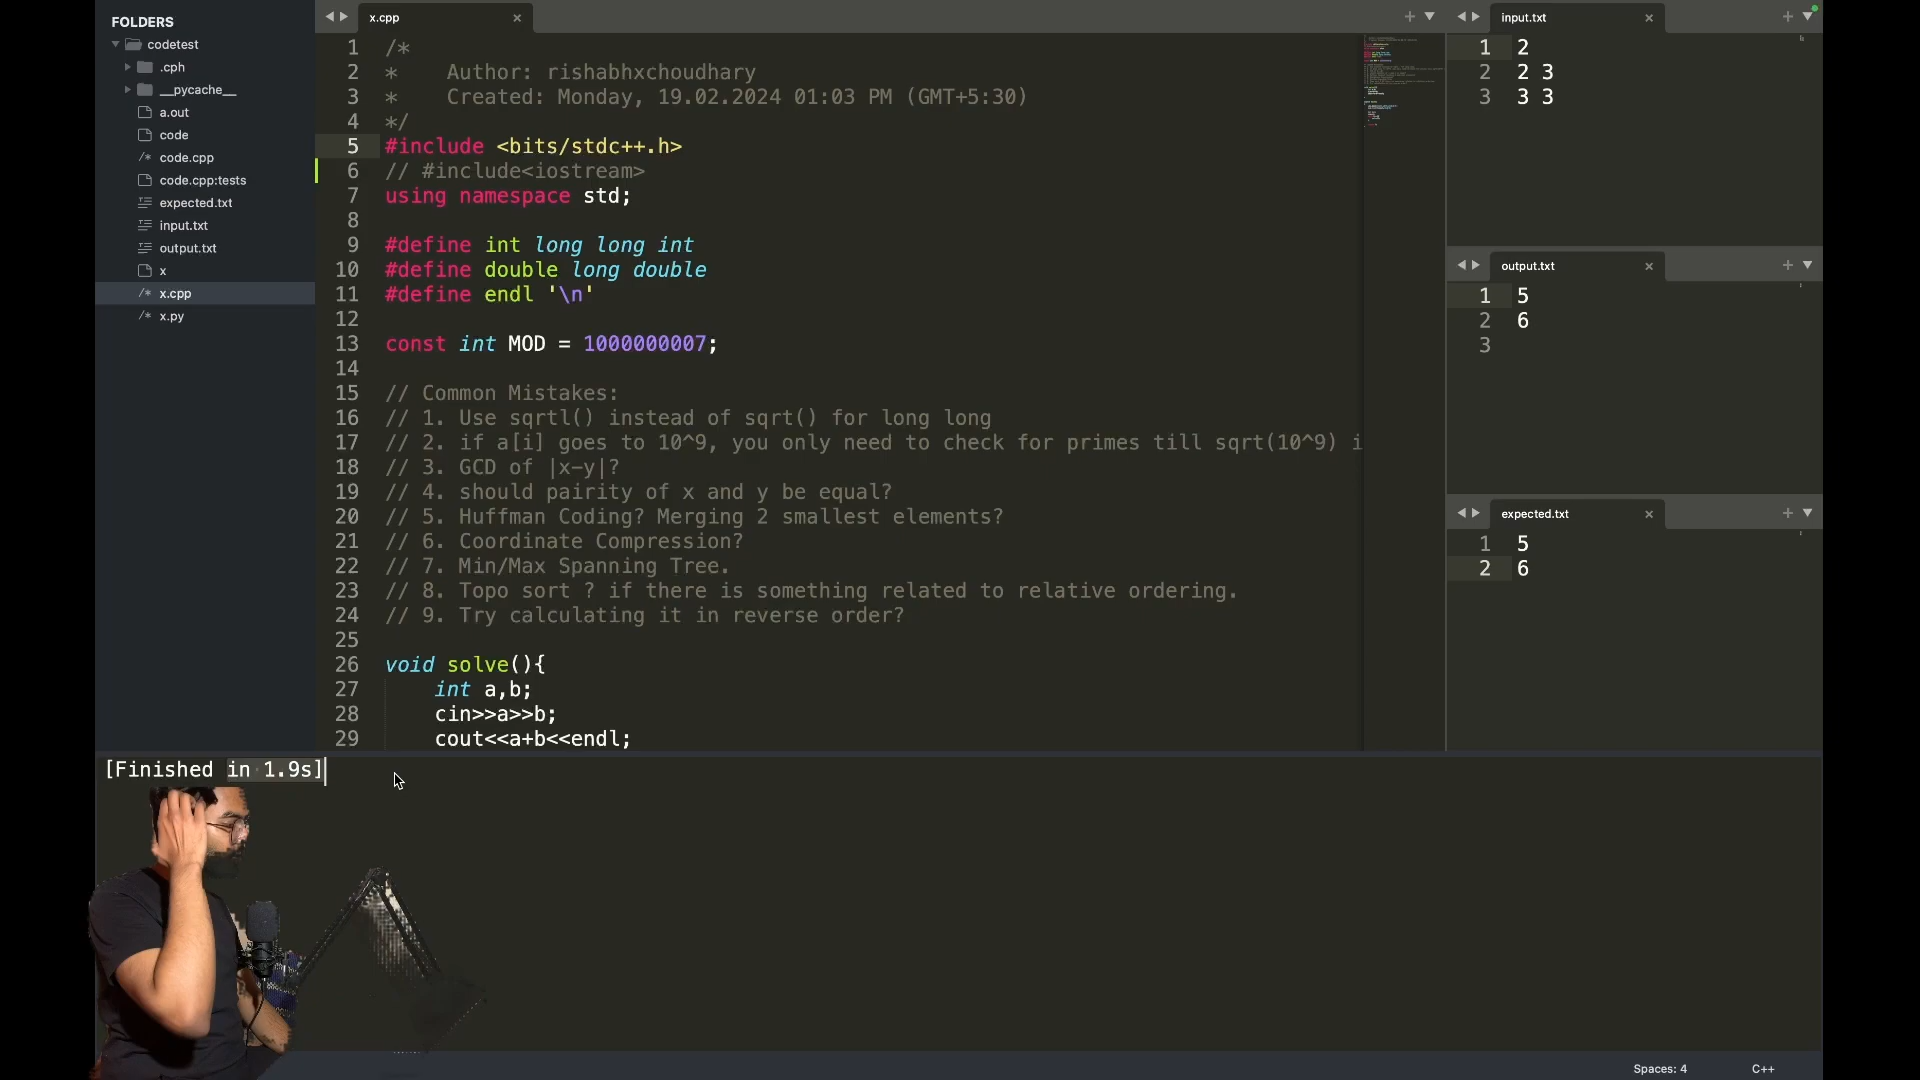 FOLDERS
codetest
.cph
__pycache__
a.out
code
code.cpp
code.cpp:tests
expected.txt
input.txt
output.txt
x
x.cpp
x.py
x.cpp
1 /*
2 *    Author: rishabhxchoudhary
3 *    Created: Monday, 19.02.2024 01:03 PM (GMT+5:30)
4 */
5 #include <bits/stdc++.h>
6 // #include<iostream>
7 using namespace std;
8
9 #define int long long int
10 #define double long double
11 #define endl '\n'
12
13 const int MOD = 1000000007;
14
15 // Common Mistakes:
16 // 1. Use sqrtl() instead of sqrt() for long long
17 // 2. if a[i] goes to 10^9, you only need to check for primes till sqrt(10^9) i
18 // 3. GCD of |x-y|?
19 // 4. should pairity of x and y be equal?
20 // 5. Huffman Coding? Merging 2 smallest elements?
21 // 6. Coordinate Compression?
22 // 7. Min/Max Spanning Tree.
23 // 8. Topo sort ? if there is something related to relative ordering.
24 // 9. Try calculating it in reverse order?
25
26 void solve(){
27     int a,b;
28     cin>>a>>b;
29     cout<<a+b<<endl;
input.txt
1 2
2 2 3
3 3 3
output.txt
1 5
2 6
3
expected.txt
1 5
2 6
[Finished in 1.9s]
Spaces: 4
C++